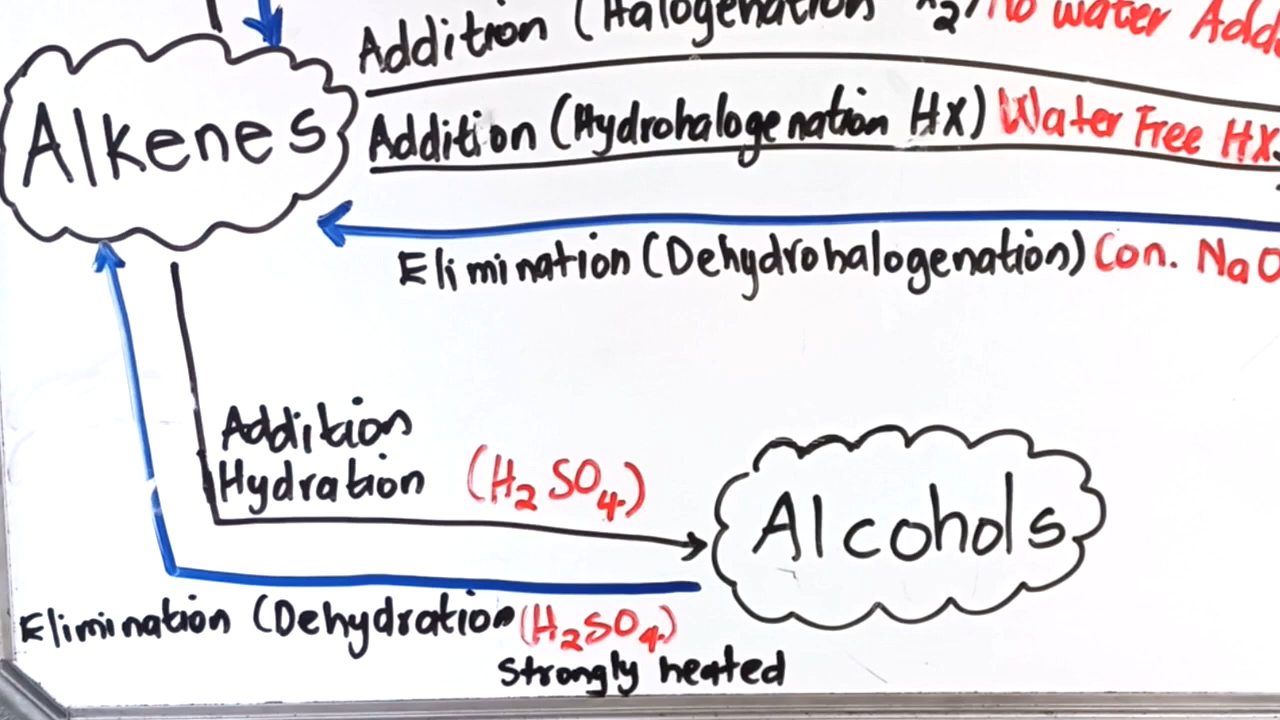 Addition (Halogenation X2) No water Add
Alkenes
Addition (Hydrohalogenation HX) Water Free HX
Elimination (Dehydrohalogenation) Con. NaO
Addition
Hydration (H2SO4)
Alcohols
Elimination (Dehydration (H2SO4)
Strongly heated